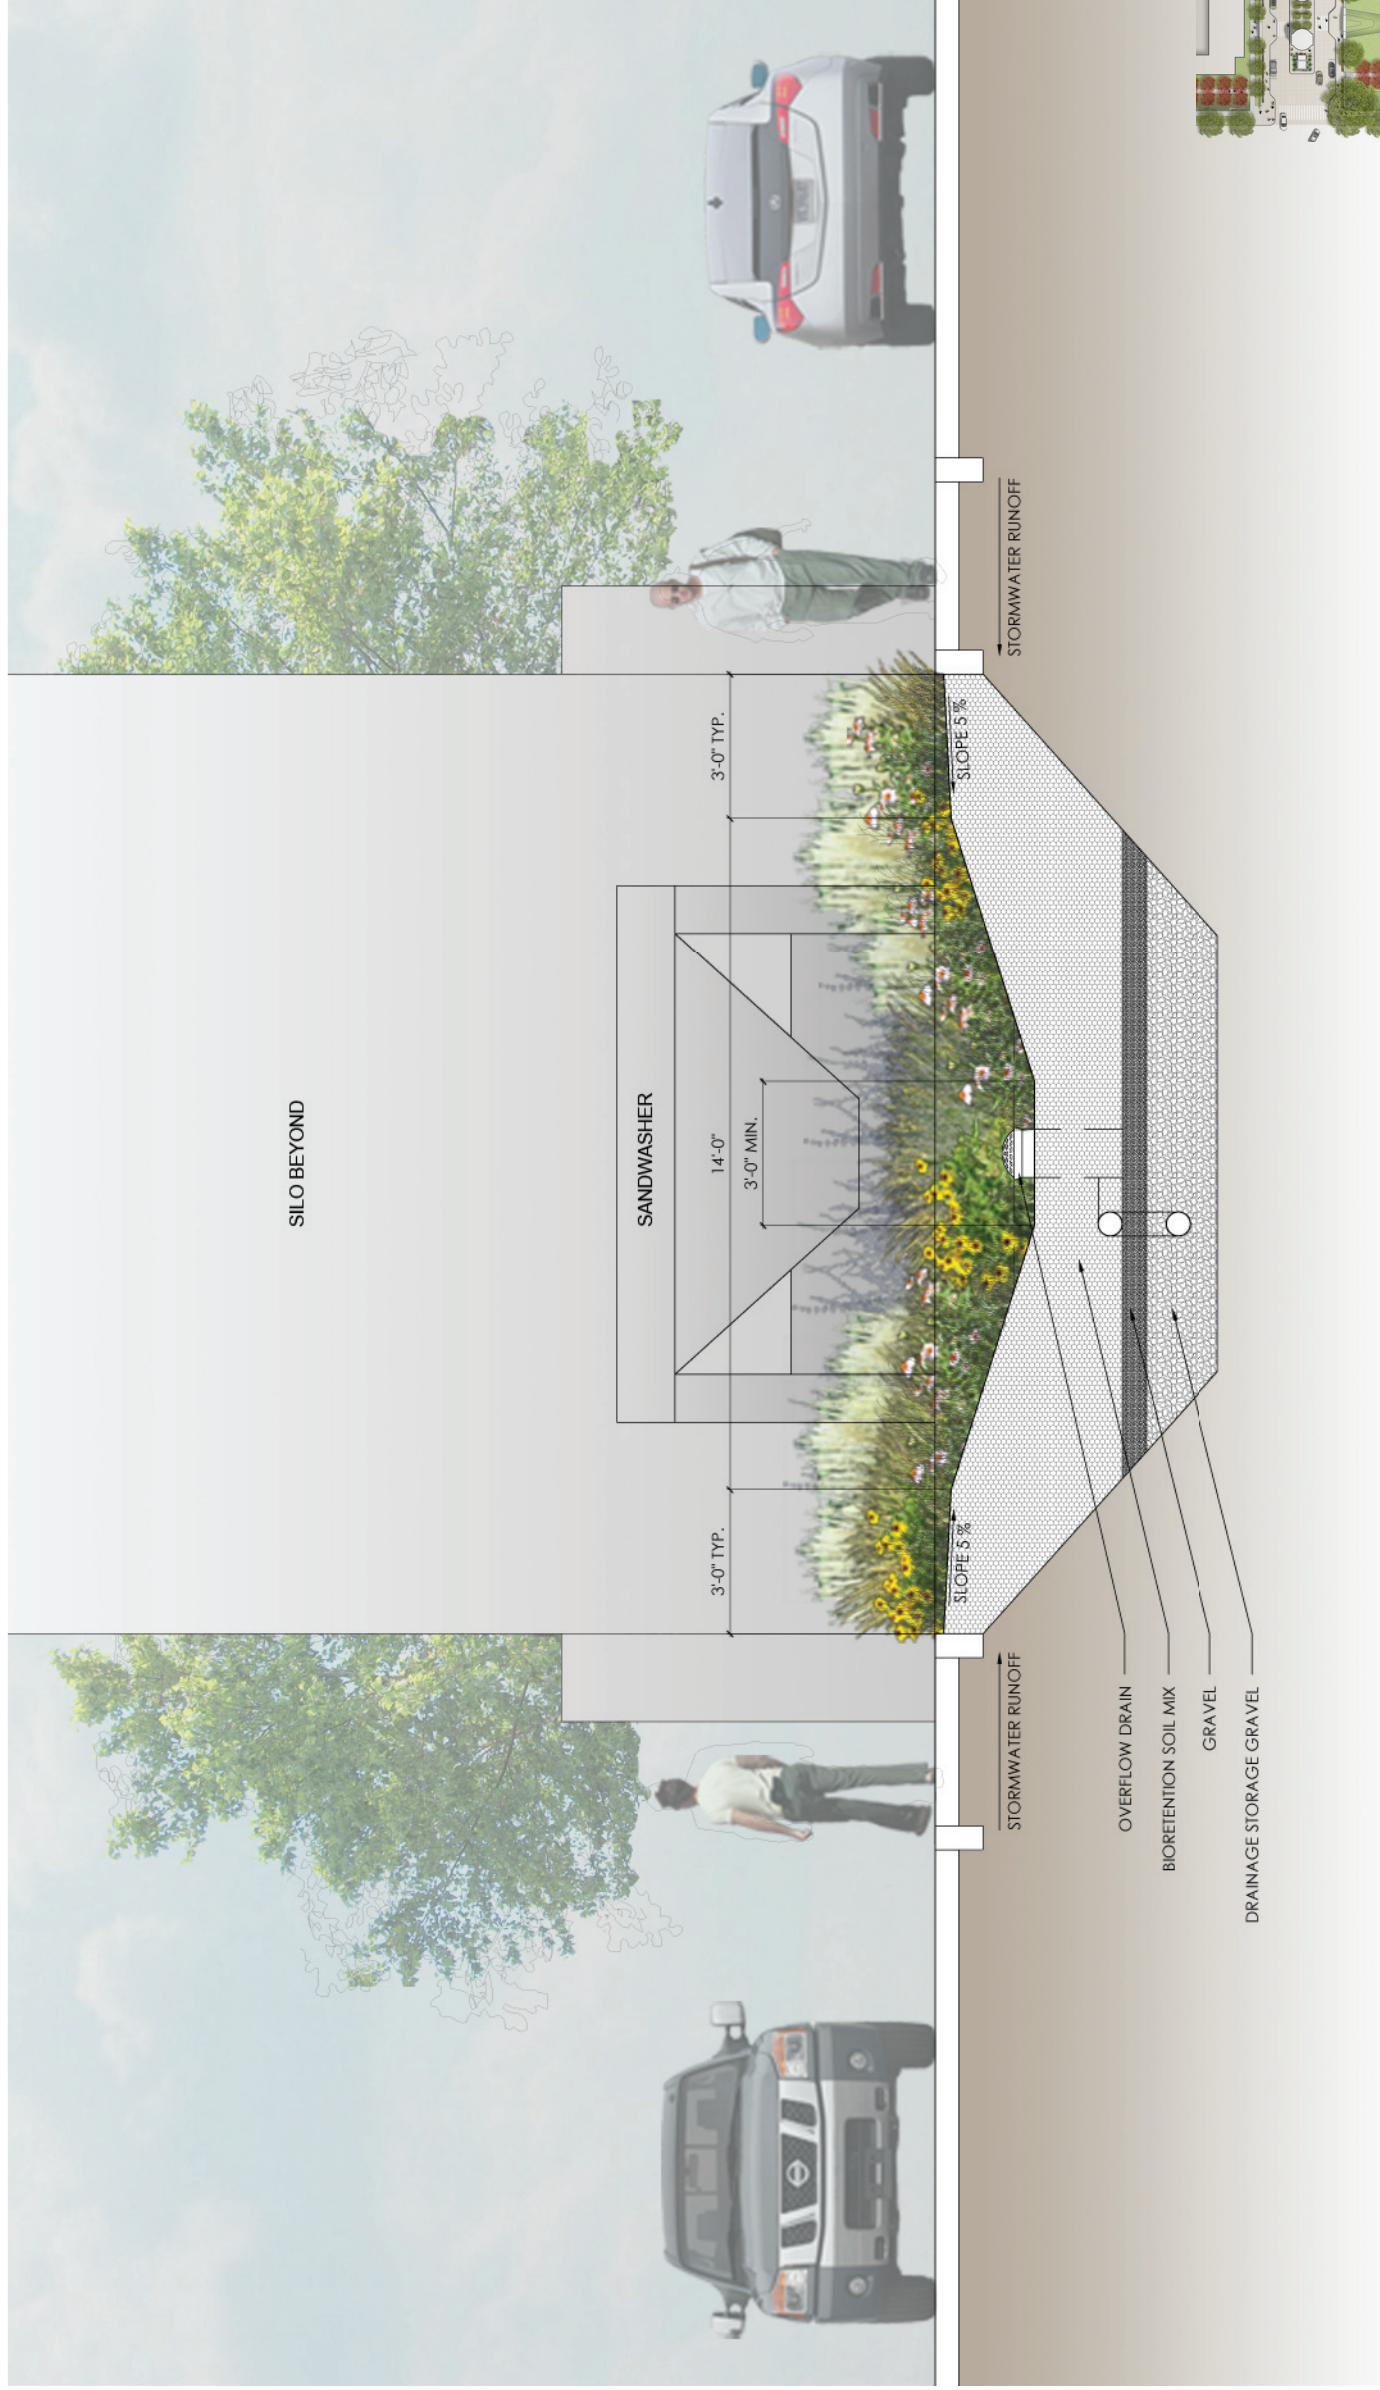 SILO BEYOND
SANDWASHER
3'-0" TYP.
14'-0"
3'-0" TYP.
3'-0" MIN.
SLOPE 5 %
SLOPE 5 %
STORMWATER RUNOFF
STORMWATER RUNOFF
OVERFLOW DRAIN
BIORETENTION SOIL MIX
GRAVEL
DRAINAGE STORAGE GRAVEL